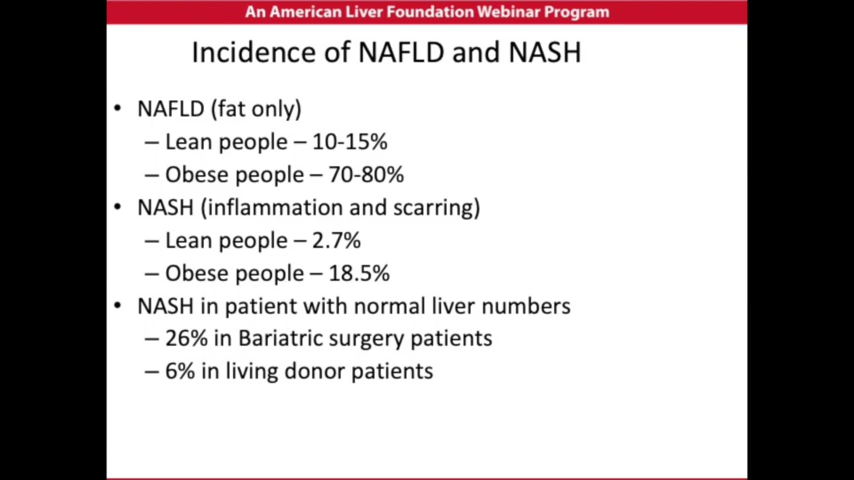 An American Liver Foundation Webinar Program
Incidence of NAFLD and NASH
• NAFLD (fat only)
– Lean people – 10-15%
– Obese people – 70-80%
• NASH (inflammation and scarring)
– Lean people – 2.7%
– Obese people – 18.5%
• NASH in patient with normal liver numbers
– 26% in Bariatric surgery patients
– 6% in living donor patients